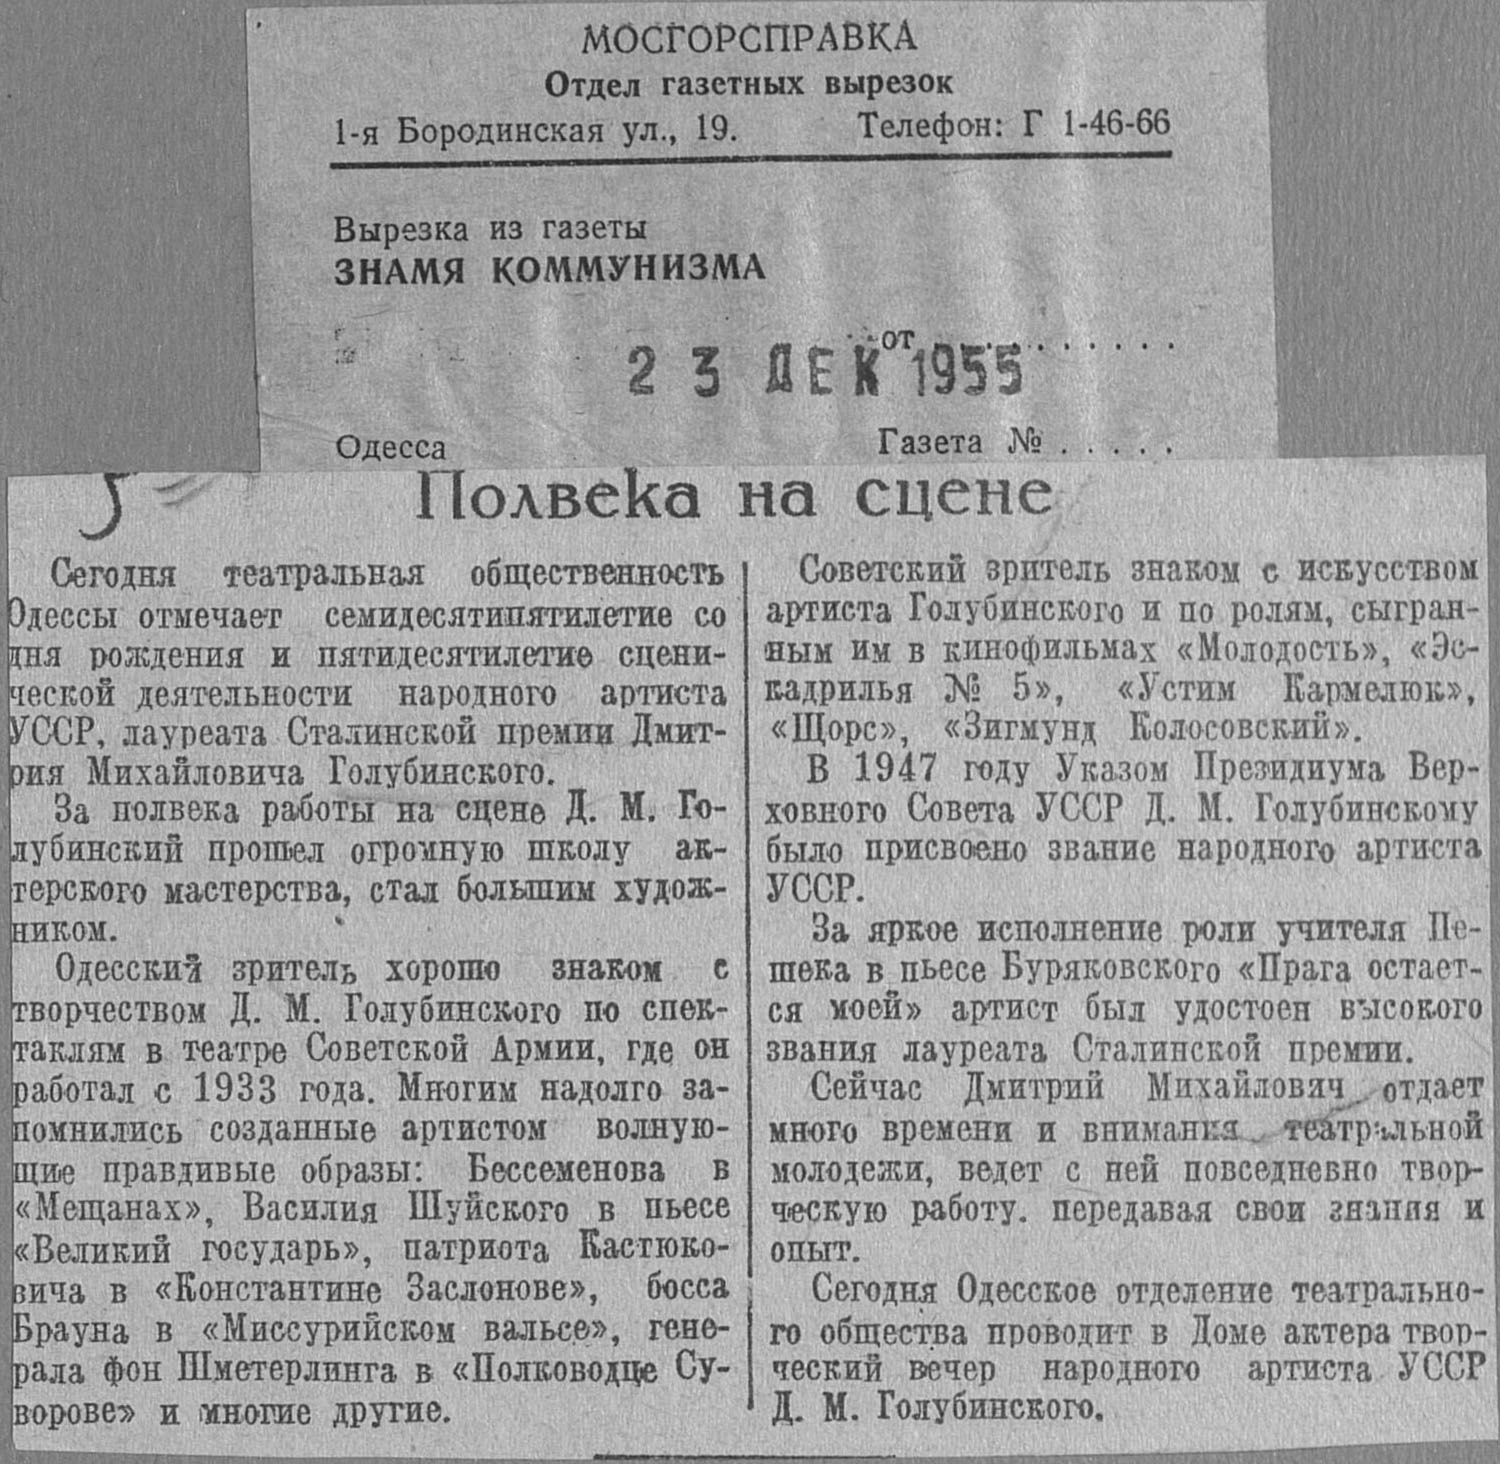 МОСГОРСПРАВКА
Отдел газетных вырезок
1-я Бородинская ул., 19. Телефон: Г 1-46-66
Вырезка из газеты
ЗНАМЯ КОММУНИЗМА
от . . . . . . . . .
23 ДЕК 1955
Одесса Газета № . . . . .
Полвека на сцене
Сегодня театральная общественность
Одессы отмечает семидесятипятилетие со
дня рождения и пятидесятилетие сцени-
ческой деятельности народного артиста
УССР, лауреата Сталинской премии Дмит-
рия Михайловича Голубинского.
За полвека работы на сцене Д. М. Го-
лубинский прошел огромную школу ак-
терского мастерства, стал большим худож-
ником.
Одесский зритель хорошо знаком с
творчеством Д. М. Голубинского по спек-
таклям в театре Советской Армии, где он
работал с 1933 года. Многим надолго за-
помнились созданные артистом волную-
щие правдивые образы: Бессеменова в
«Мещанах», Василия Шуйского в пьесе
«Великий государь», патриота Кастюко-
вича в «Константине Заслонове», босса
Брауна в «Миссурийском вальсе», гене-
рала фон Шметерлинга в «Полководце Су-
ворове» и многие другие.
Советский зритель знаком с искусством
артиста Голубинского и по ролям, сыгран-
ным им в кинофильмах «Молодость», «Эс-
кадрилья № 5», «Устим Кармелюк»,
«Щорс», «Зигмунд Колосовский».
В 1947 году Указом Президиума Вер-
ховного Совета УССР Д. М. Голубинскому
было присвоено звание народного артиста
УССР.
За яркое исполнение роли учителя Пе-
шека в пьесе Буряковского «Прага остает-
ся моей» артист был удостоен высокого
звания лауреата Сталинской премии.
Сейчас Дмитрий Михайлович отдает
много времени и внимания театральной
молодежи, ведет с ней повседневно твор-
ческую работу. передавая свои знания и
опыт.
Сегодня Одесское отделение театрально-
го общества проводит в Доме актера твор-
ческий вечер народного артиста УССР
Д. М. Голубинского.